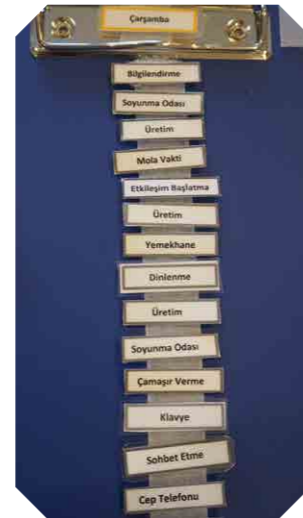 Çarşamba
Bilgilendirme
Soyunma Odası
Üretim
Mola Vakti
Etkileşim Başlatma
Üretim
Yemekhane
Dinlenme
Üretim
Soyunma Odası
Çamaşır Verme
Klavye
Sohbet Etme
Cep Telefonu